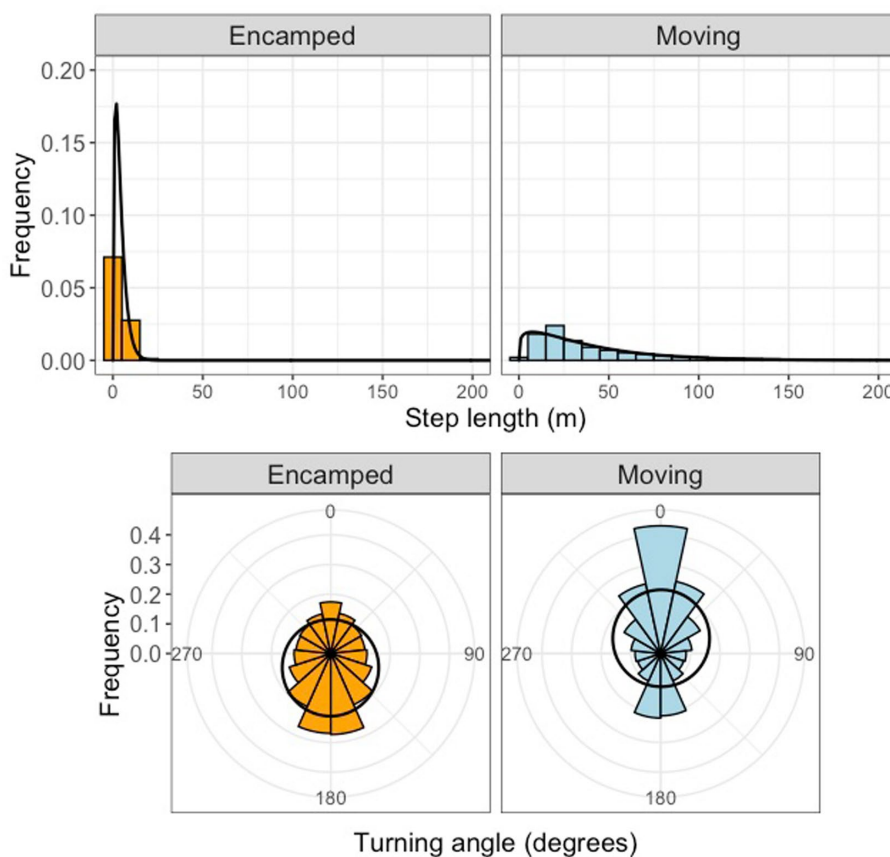 Encamped Moving
Frequency
0.20
0.15
0.10
0.05
0.00
0 50 100 150 200 0 50 100 150 200
Step length (m)
Encamped Moving
Frequency
0.4
0.3
0.2
0.1
0.0
0 90 180 270
0 90 180 270
Turning angle (degrees)